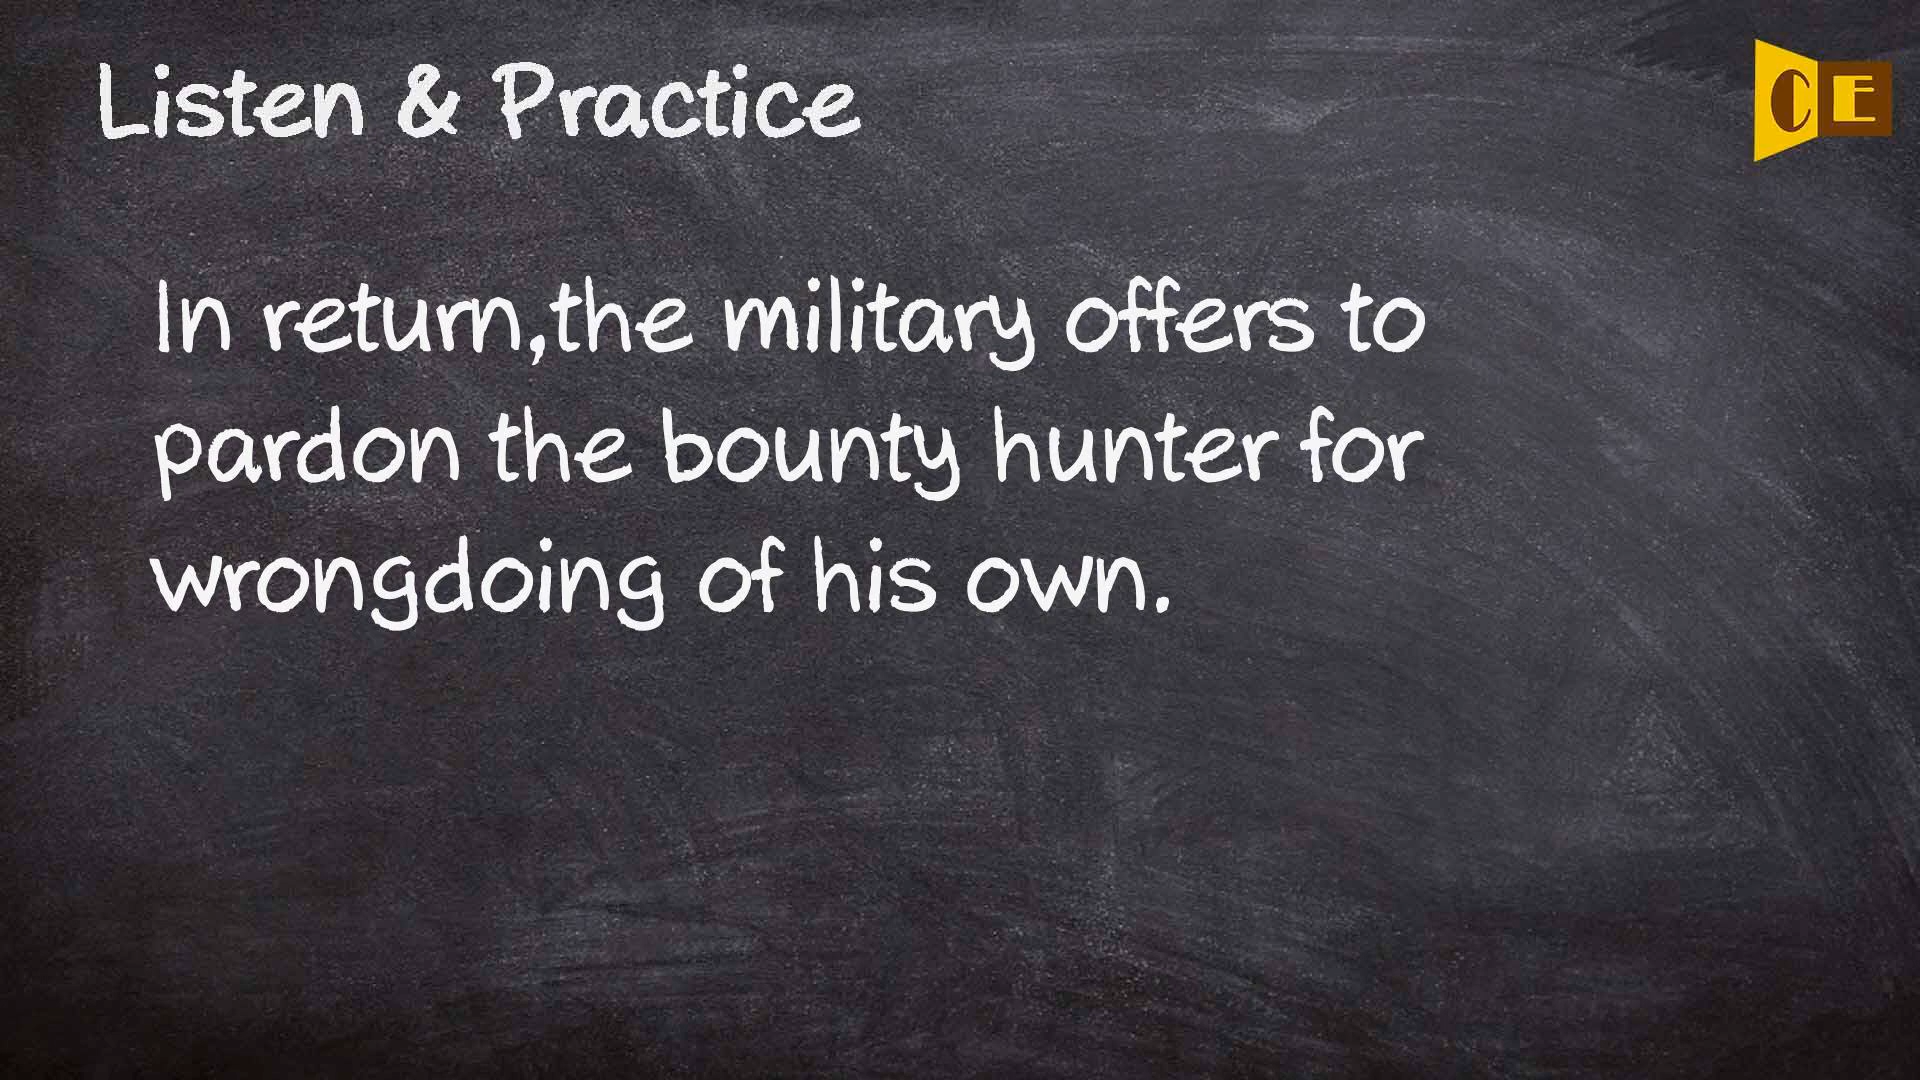 Listen & Practice
CE
In return,the military offers to
pardon the bounty hunter for
wrongdoing of his own.